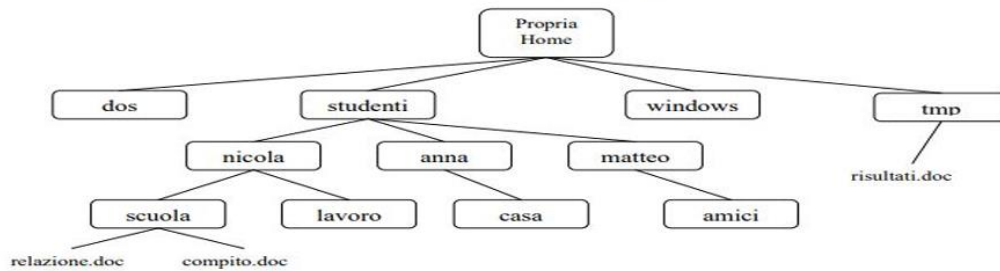 Propria
Home
dos
studenti
windows
tmp
nicola
anna
matteo
risultati.doc
scuola
lavoro
casa
amici
relazione.doc
compito.doc